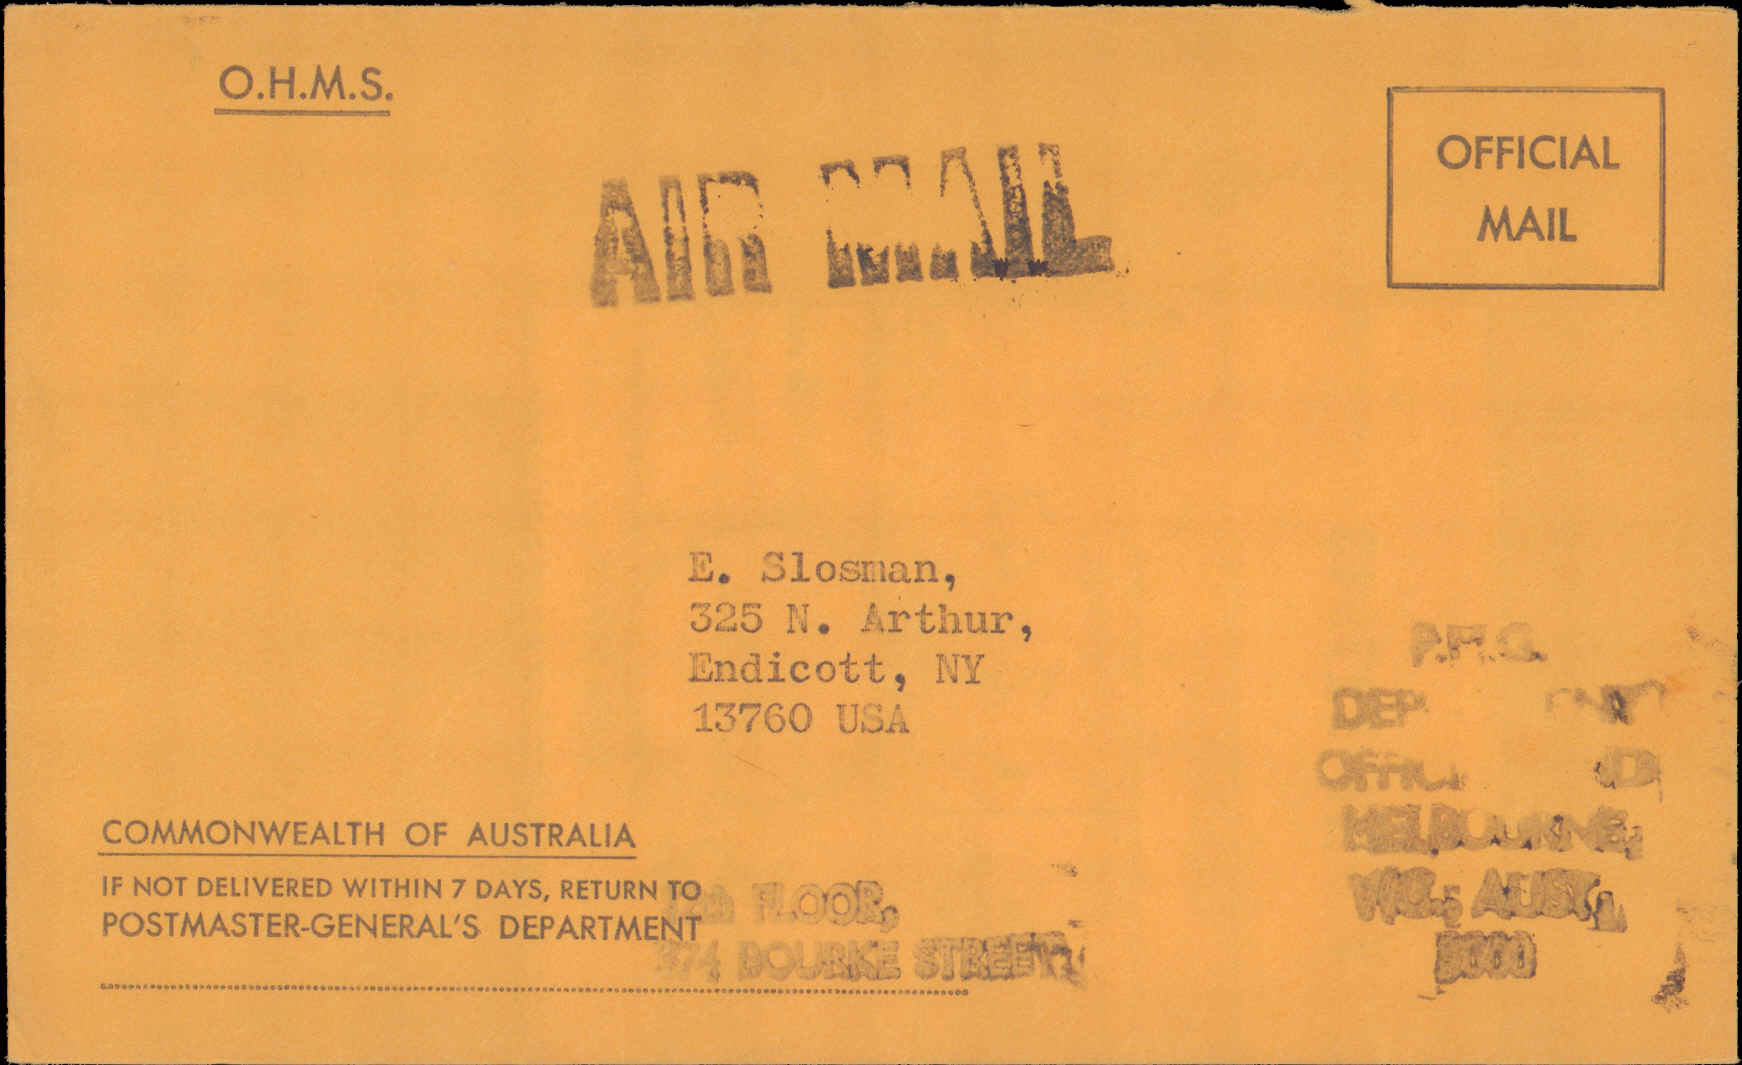 O.H.M.S.
AIR MAIL
OFFICIAL
MAIL
E. Slosman,
325 N. Arthur,
Endicott, NY
13760 USA
COMMONWEALTH OF AUSTRALIA
IF NOT DELIVERED WITHIN 7 DAYS, RETURN TO
POSTMASTER-GENERAL'S DEPARTMENT
FLOOR,
BOURKE STREET,
MELBOURNE,
VIC., AUST.,
3000